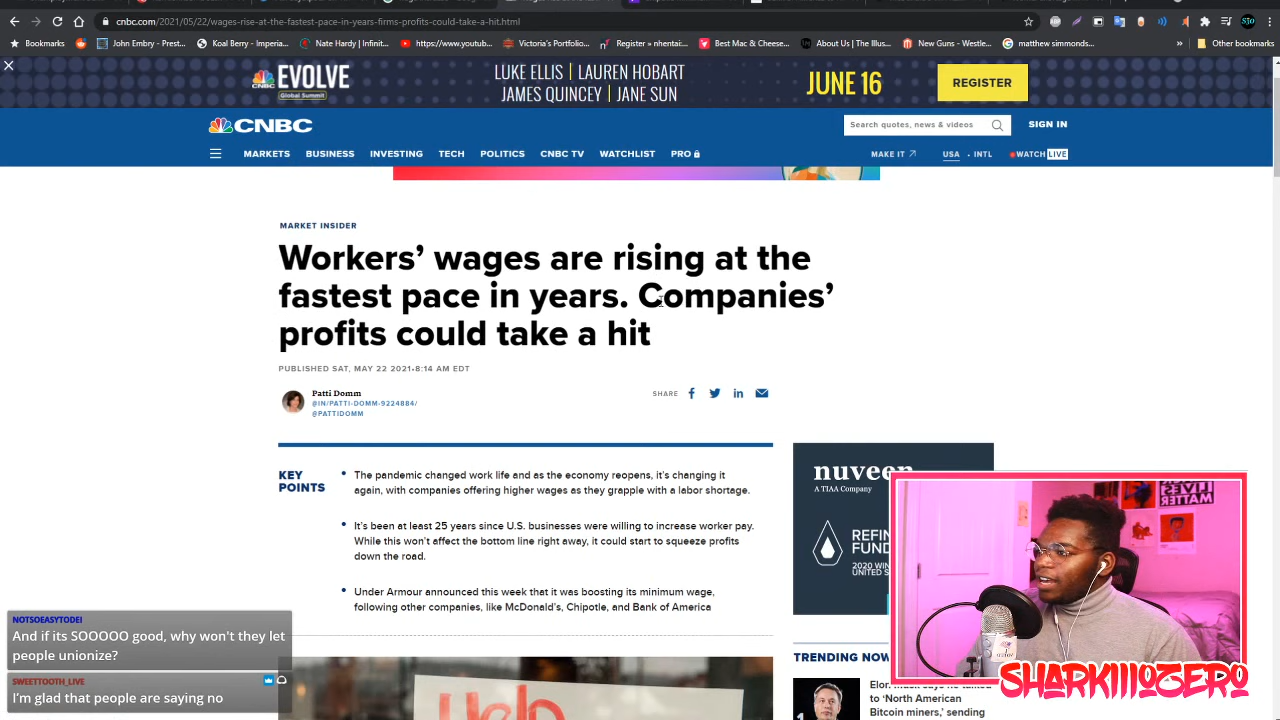 cnbc.com/2021/05/22/wages-rise-at-the-fastest-pace-in-years-firms-profits-could-take-a-hit.html
Bookmarks
John Embry - Prest...
Koal Berry - Imperia...
Nate Hardy | Infinit...
https://www.youtub...
Victoria's Portfolio...
Register » nhentai...
Best Mac & Cheese...
About Us | The Illus...
New Guns - Westle...
matthew simmonds...
»
Other bookmarks
CNBC EVOLVE
Global Summit
LUKE ELLIS | LAUREN HOBART
JAMES QUINCEY | JANE SUN
JUNE 16
REGISTER
CNBC
Search quotes, news & videos
SIGN IN
MARKETS BUSINESS INVESTING TECH POLITICS CNBC TV WATCHLIST PRO
MAKE IT USA • INTL WATCH LIVE
MARKET INSIDER
Workers’ wages are rising at the
fastest pace in years. Companies’
profits could take a hit
PUBLISHED SAT, MAY 22 2021•8:14 AM EDT
Patti Domm
@IN/PATTI-DOMM-9224884/
@PATTIDOMM
SHARE
KEY
POINTS
The pandemic changed work life and as the economy reopens, it’s changing it
again, with companies offering higher wages as they grapple with a labor shortage.
It’s been at least 25 years since U.S. businesses were willing to increase worker pay.
While this won’t affect the bottom line right away, it could start to squeeze profits
down the road.
Under Armour announced this week that it was boosting its minimum wage,
following other companies, like McDonald’s, Chipotle, and Bank of America
nuveen
A TIAA Company
2020
UNITED
TRENDING NOW
‘North American
Bitcoin miners,’ sending
NOTSOEASYTODEI
And if its SOOOOO good, why won't they let
people unionize?
SWEETTOOTH_LIVE
I’m glad that people are saying no
LIVES
MATTER
SHARK1110ZERO